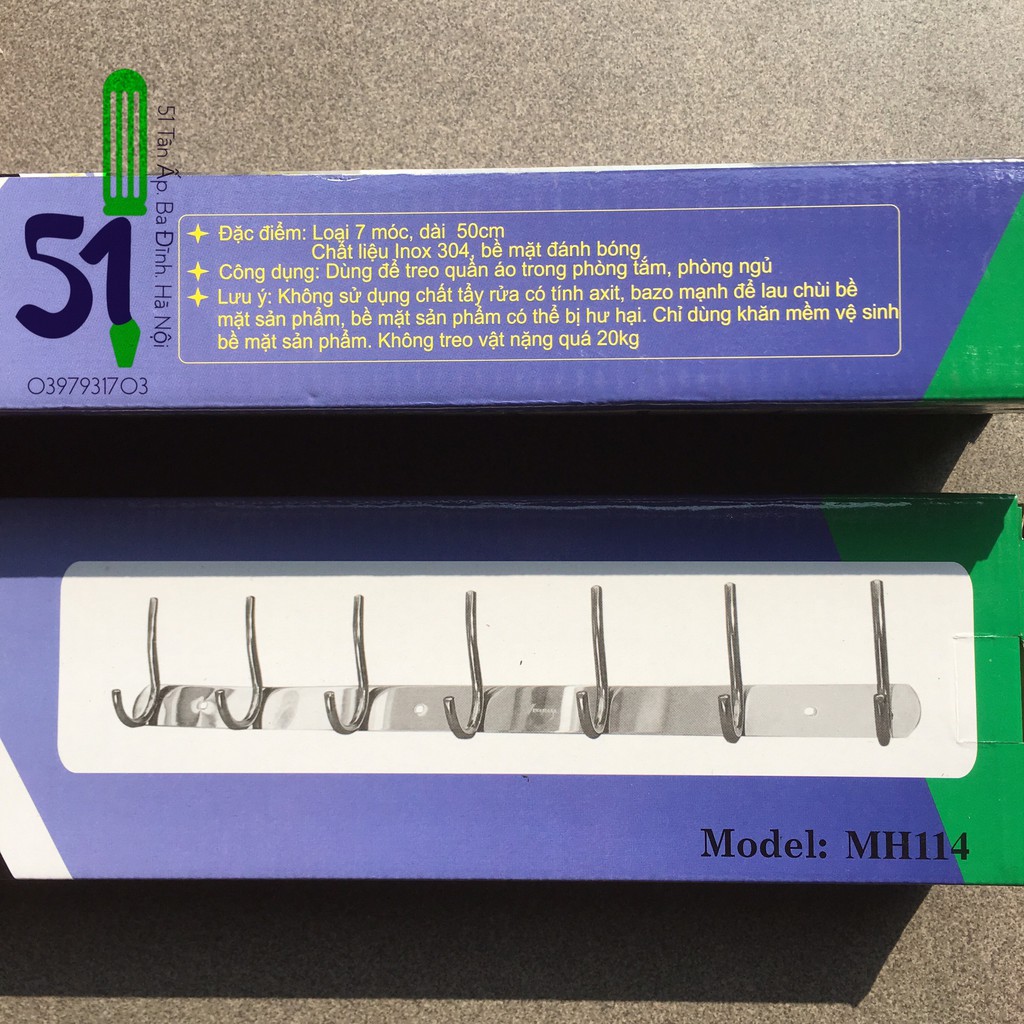 51
51 Tân Ấp. Ba Đình. Hà Nội
0397931703
Đặc điểm: Loại 7 móc, dài 50cm
Chất liệu Inox 304, bề mặt đánh bóng
Công dụng: Dùng để treo quần áo trong phòng tắm, phòng ngủ
Lưu ý: Không sử dụng chất tẩy rửa có tính axit, bazo mạnh để lau chùi bề
mặt sản phẩm, bề mặt sản phẩm có thể bị hư hại. Chỉ dùng khăn mềm vệ sinh
bề mặt sản phẩm. Không treo vật nặng quá 20kg
Model: MH114